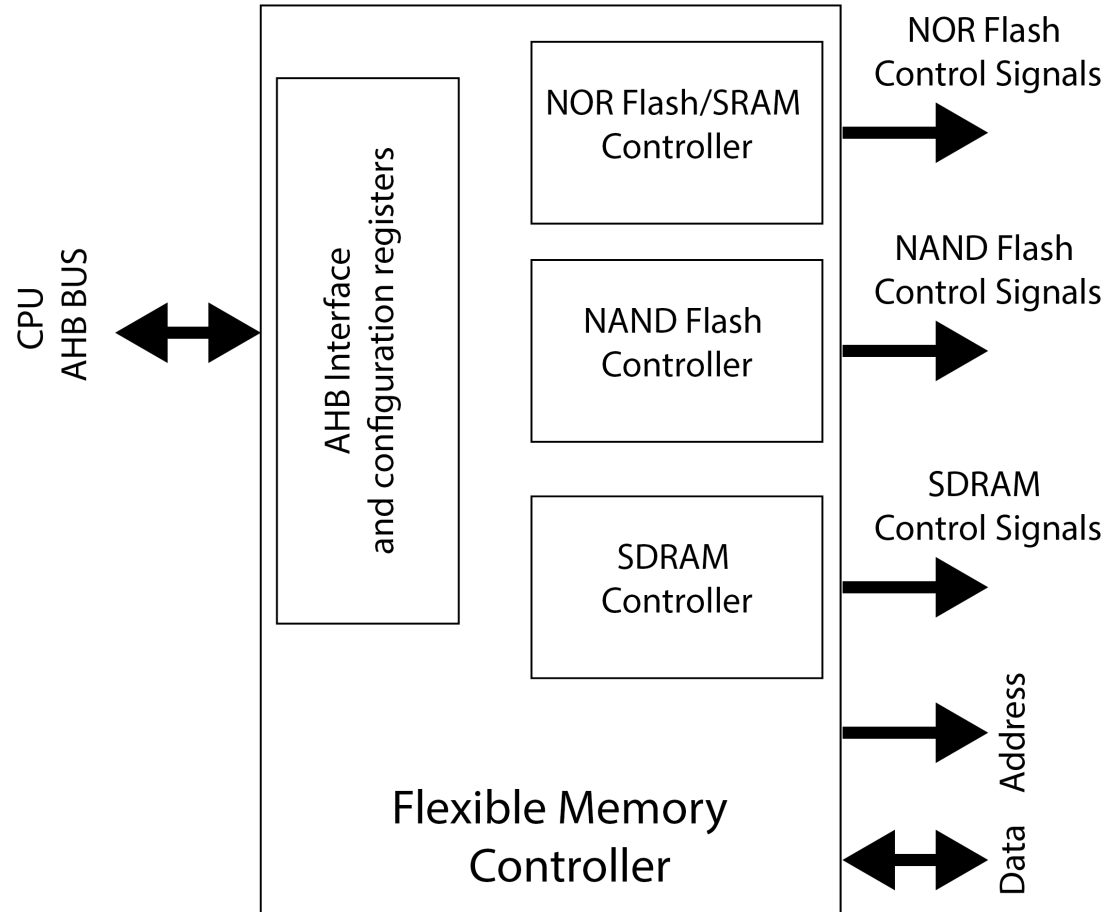 NOR Flash
Control Signals
NOR Flash/SRAM
Controller
CPU
AHB BUS
AHB Interface
and configuration registers
NAND Flash
Control Signals
NAND Flash
Controller
SDRAM
Control Signals
SDRAM
Controller
Address
Data
Flexible Memory
Controller